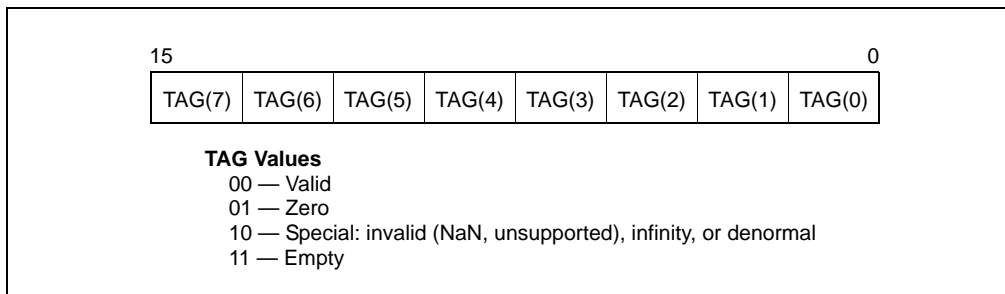 15 0
TAG(7) TAG(6) TAG(5) TAG(4) TAG(3) TAG(2) TAG(1) TAG(0)
TAG Values
00 — Valid
01 — Zero
10 — Special: invalid (NaN, unsupported), infinity, or denormal
11 — Empty